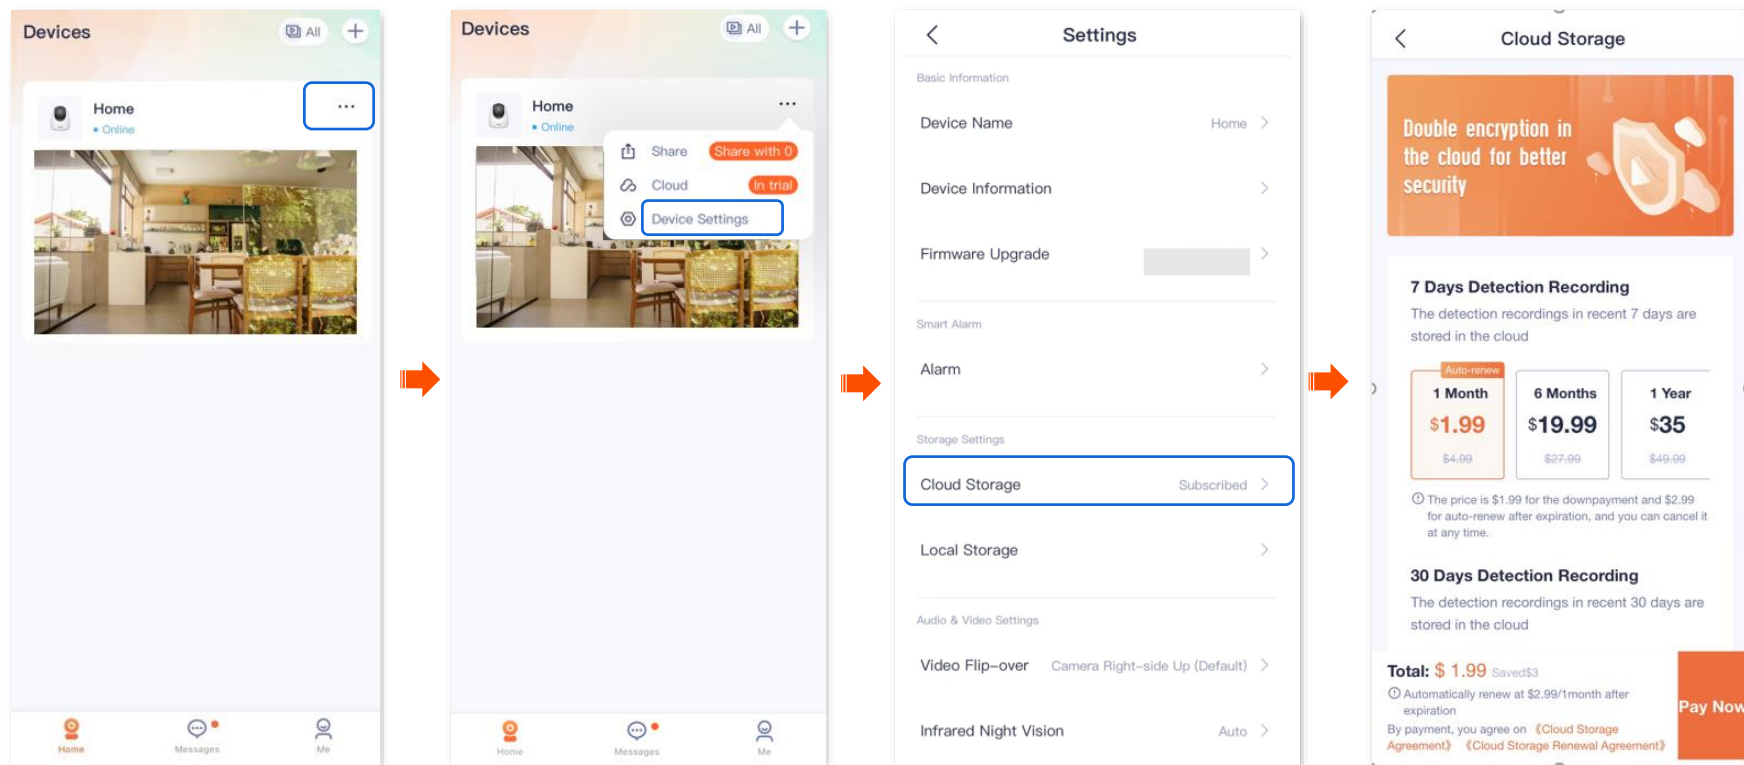 Devices
All
Home
Online
Home
Messages
Me
Devices
All
Home
Online
Share
Share with 0
Cloud
In trial
Device Settings
Home
Messages
Me
Settings
Basic Information
Device Name
Home
Device Information
Firmware Upgrade
Smart Alarm
Alarm
Storage Settings
Cloud Storage
Subscribed
Local Storage
Audio & Video Settings
Video Flip-over
Camera Right-side Up (Default)
Infrared Night Vision
Auto
Cloud Storage
Double encryption in
the cloud for better
security
7 Days Detection Recording
The detection recordings in recent 7 days are
stored in the cloud
Auto-renew
1 Month
$1.99
$4.99
6 Months
$19.99
$27.99
1 Year
$35
$49.99
The price is $1.99 for the downpayment and $2.99
for auto-renew after expiration, and you can cancel it
at any time.
30 Days Detection Recording
The detection recordings in recent 30 days are
stored in the cloud
Total: $ 1.99 Saved$3
Automatically renew at $2.99/1month after
expiration
By payment, you agree on 《Cloud Storage
Agreement》 《Cloud Storage Renewal Agreement》
Pay Now